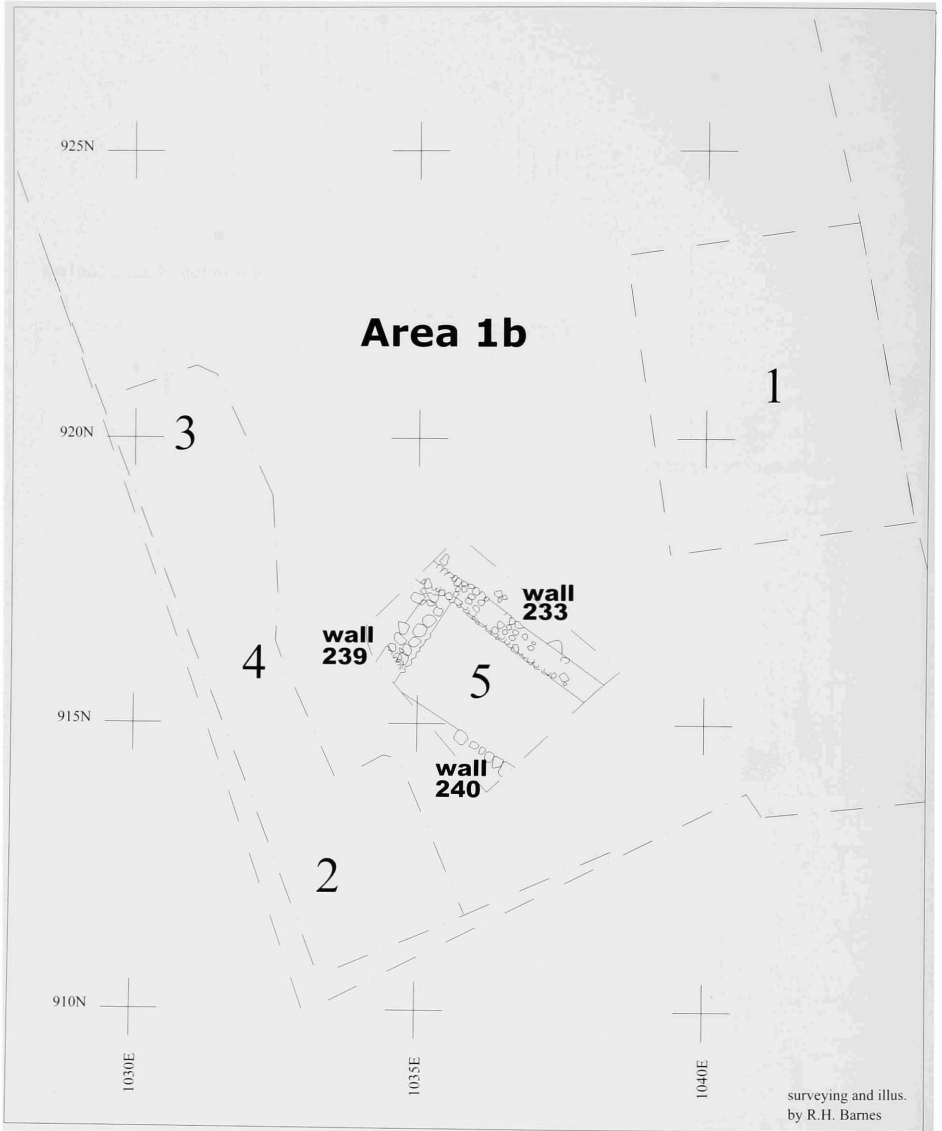 925N
Area 1b
1
920N
3
wall
233
wall
239
4
5
915N
wall
240
2
910N
1030E
1035E
1040E
surveying and illus.
by R.H. Barnes